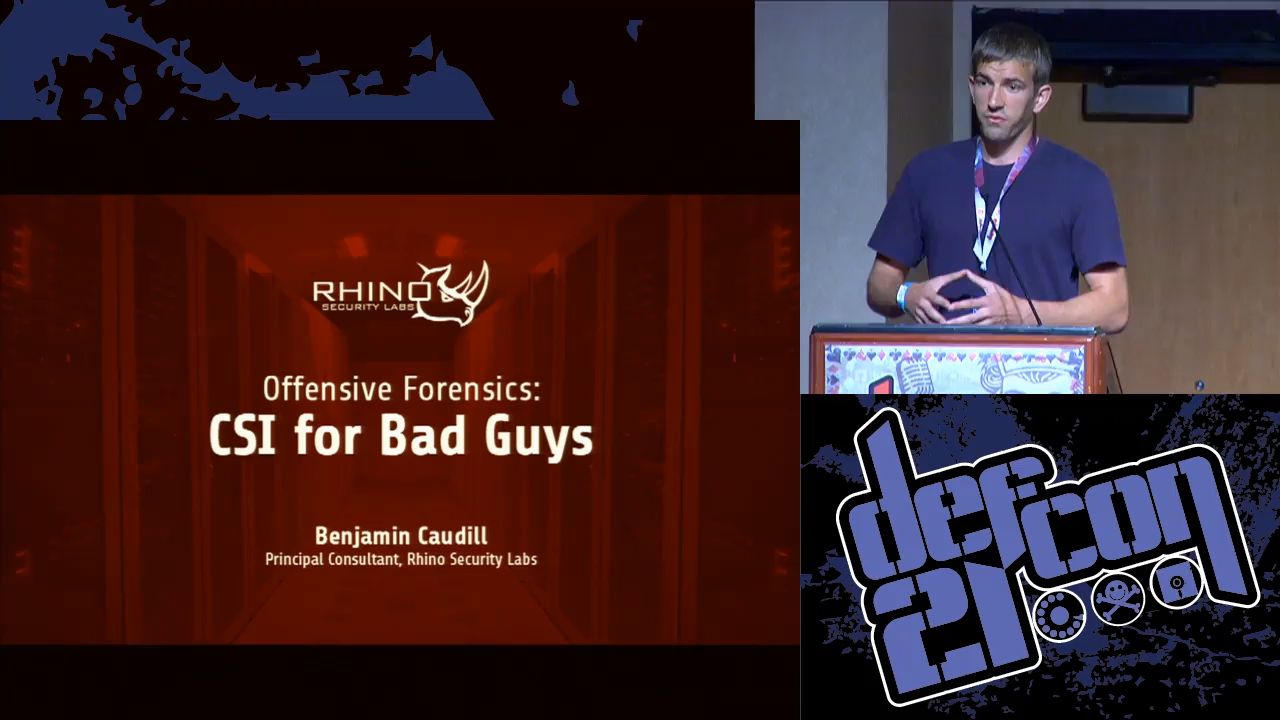 RHINO
SECURITY LABS
Offensive Forensics:
CSI for Bad Guys
Benjamin Caudill
Principal Consultant, Rhino Security Labs
defcon
21